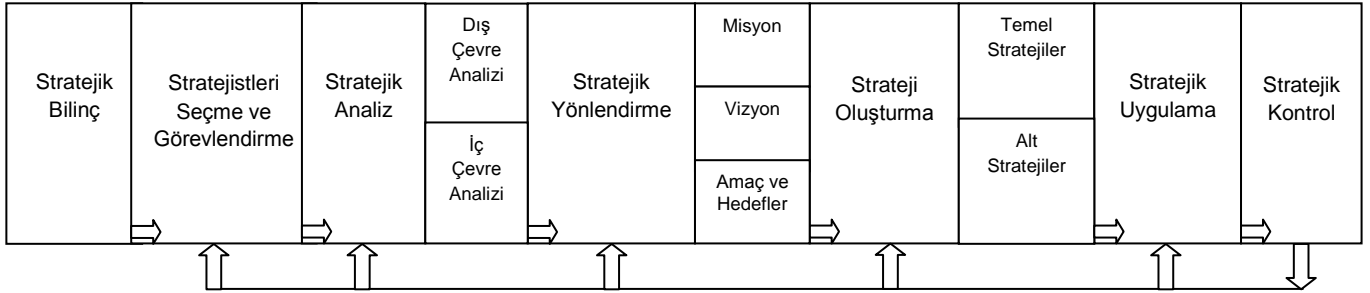 Stratejik
Bilinç
Stratejistleri
Seçme ve
Görevlendirme
Stratejik
Analiz
Dış
Çevre
Analizi
İç
Çevre
Analizi
Stratejik
Yönlendirme
Misyon
Vizyon
Amaç ve
Hedefler
Strateji
Oluşturma
Temel
Stratejiler
Alt
Stratejiler
Stratejik
Uygulama
Stratejik
Kontrol